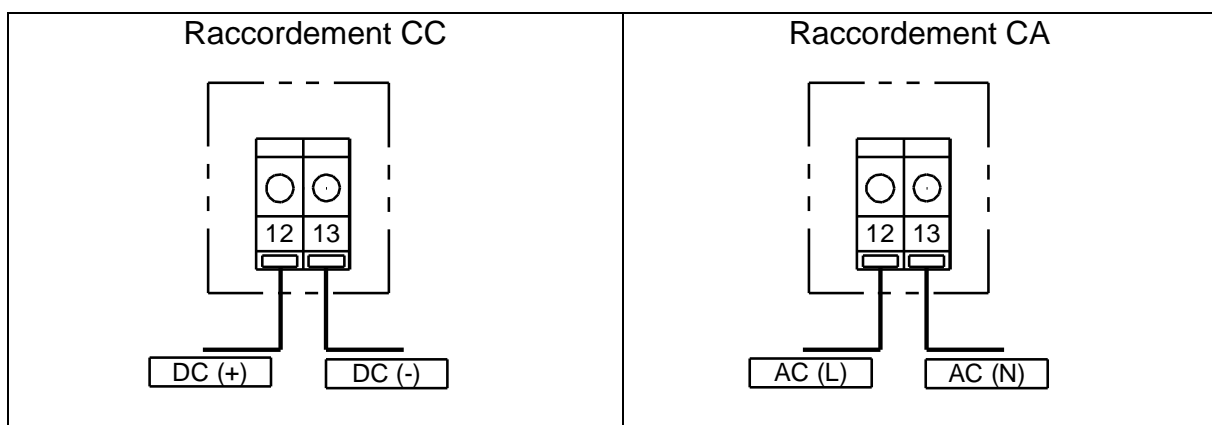 Raccordement CC
12 13
DC (+) DC (-)
Raccordement CA
12 13
AC (L) AC (N)